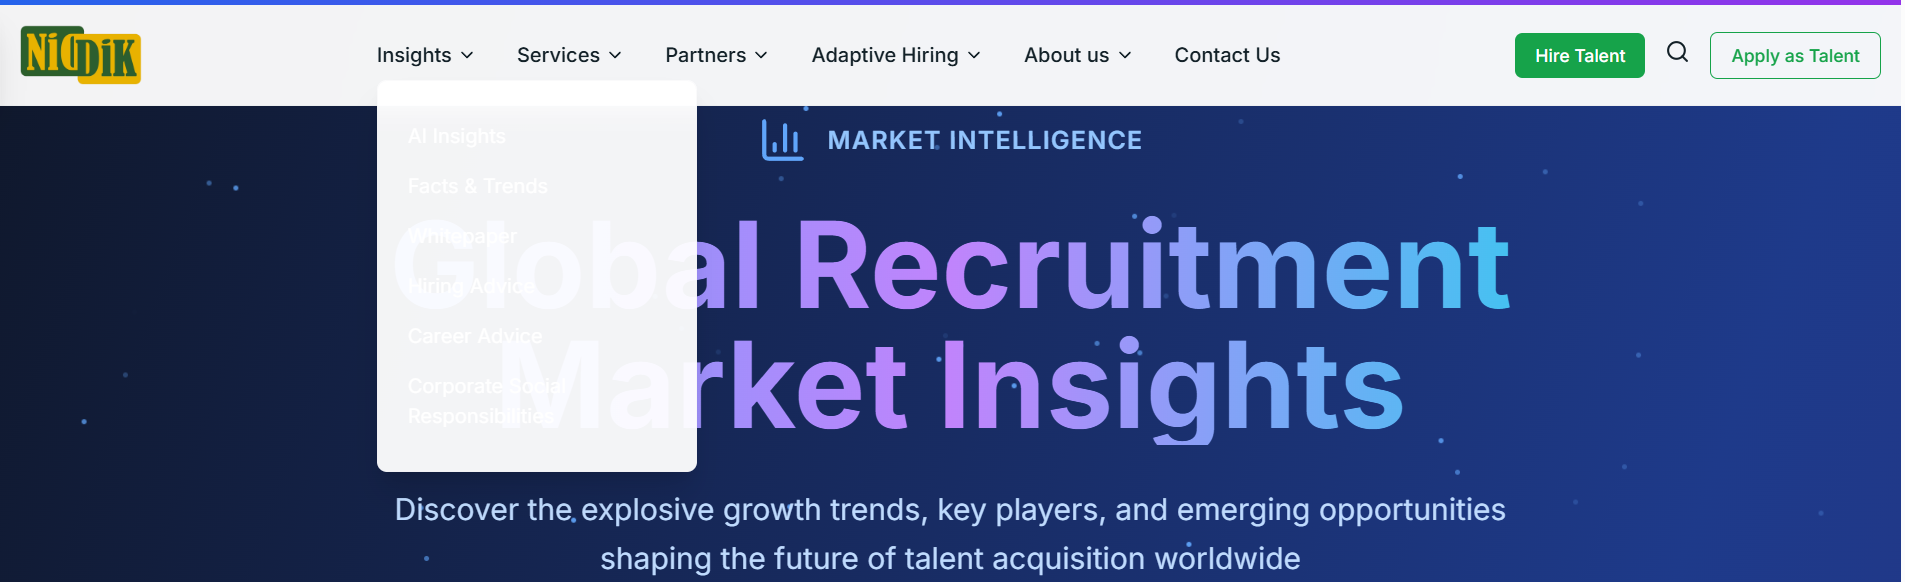 NiCDiK
Insights Services Partners Adaptive Hiring About us Contact Us
Hire Talent
Apply as Talent
AI Insights
Facts & Trends
Whitepaper
Hiring Advice
Career Advice
Corporate Social
Responsibilities
MARKET INTELLIGENCE
Global Recruitment
Market Insights
Discover the explosive growth trends, key players, and emerging opportunities
shaping the future of talent acquisition worldwide